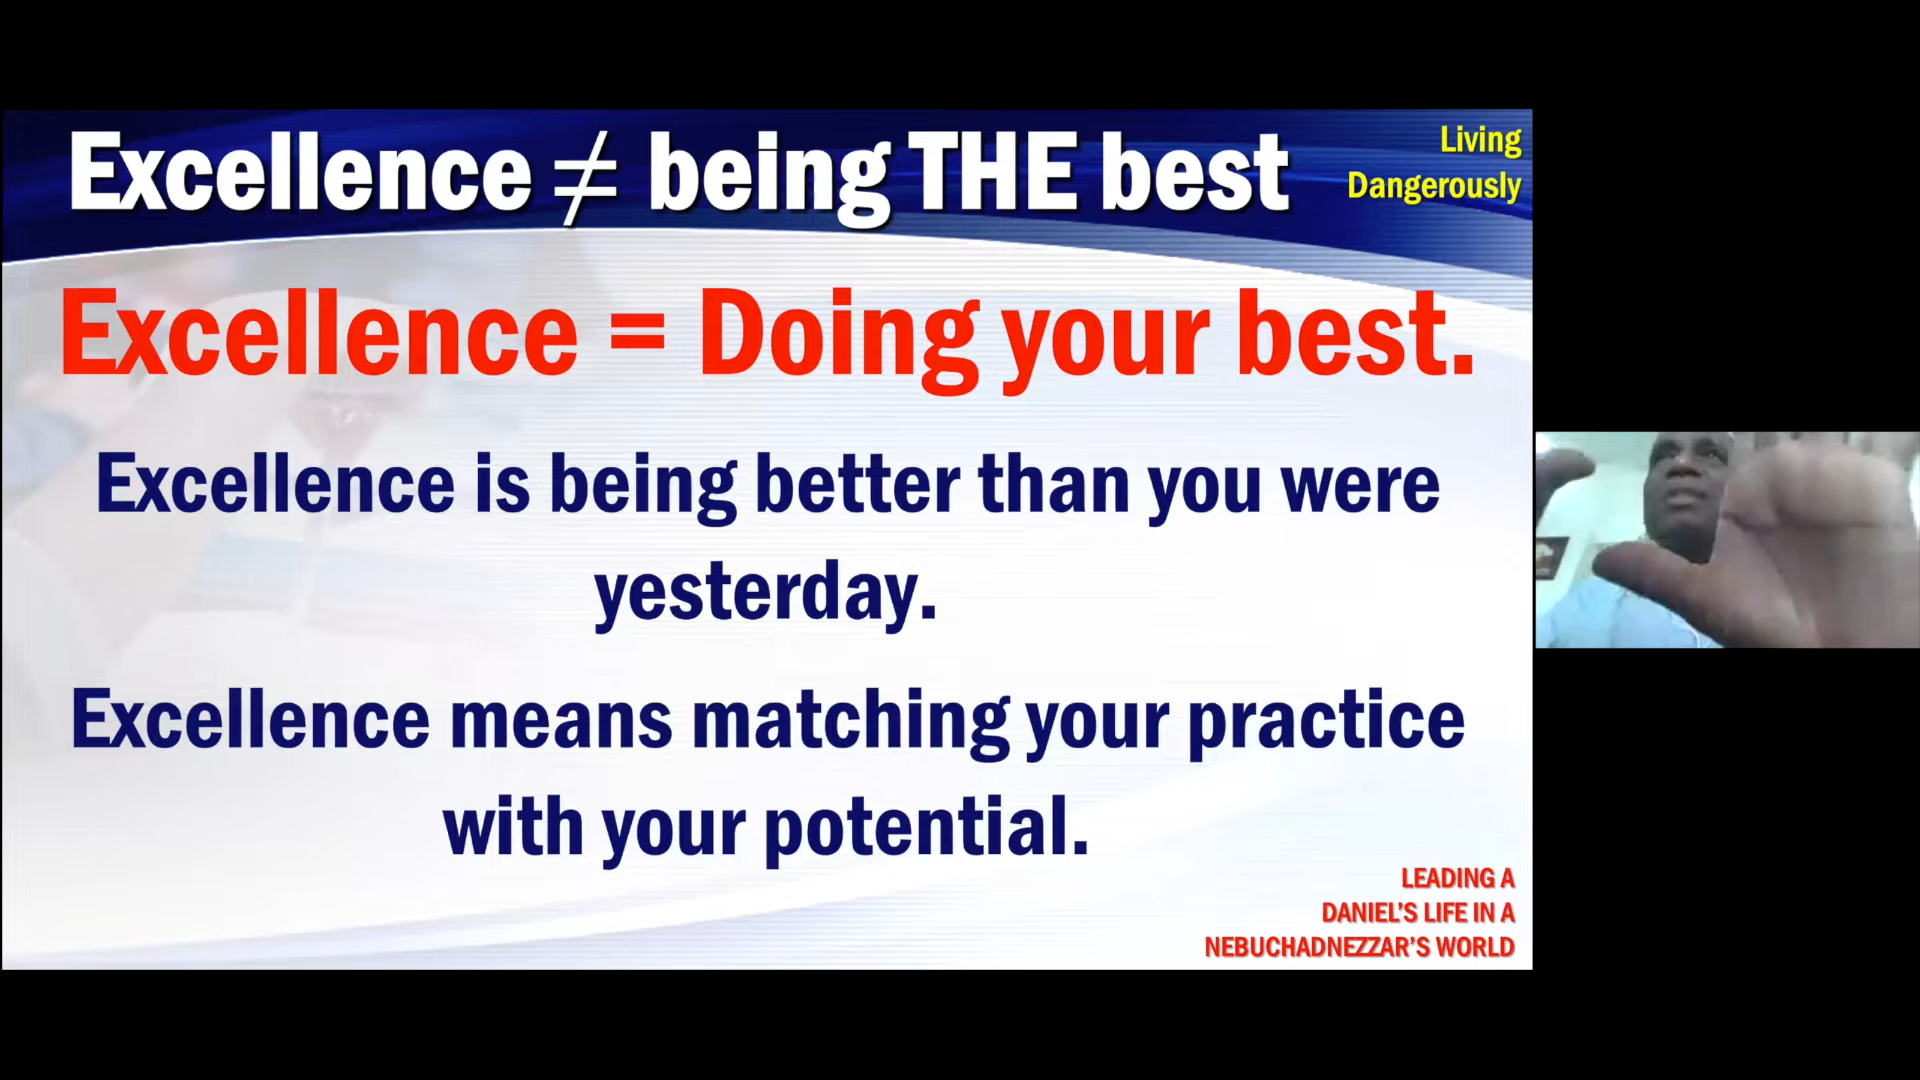 Excellence ≠ being THE best
Living
Dangerously
Excellence = Doing your best.
Excellence is being better than you were
yesterday.
Excellence means matching your practice
with your potential.
LEADING A
DANIEL’S LIFE IN A
NEBUCHADNEZZAR’S WORLD